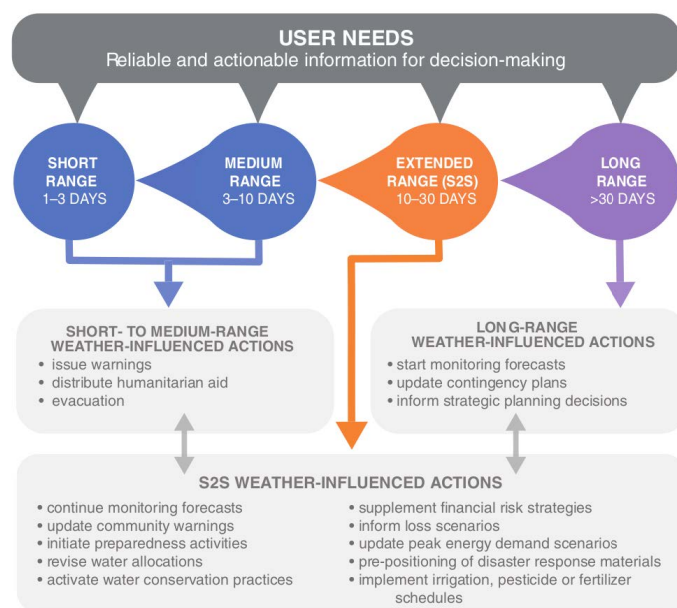 USER NEEDS
Reliable and actionable information for decision-making
SHORT
RANGE
1–3 DAYS
MEDIUM
RANGE
3–10 DAYS
EXTENDED
RANGE (S2S)
10–30 DAYS
LONG
RANGE
>30 DAYS
SHORT- TO MEDIUM-RANGE
WEATHER-INFLUENCED ACTIONS
• issue warnings
• distribute humanitarian aid
• evacuation
LONG-RANGE
WEATHER-INFLUENCED ACTIONS
• start monitoring forecasts
• update contingency plans
• inform strategic planning decisions
S2S WEATHER-INFLUENCED ACTIONS
• continue monitoring forecasts
• update community warnings
• initiate preparedness activities
• revise water allocations
• activate water conservation practices
• supplement financial risk strategies
• inform loss scenarios
• update peak energy demand scenarios
• pre-positioning of disaster response materials
• implement irrigation, pesticide or fertilizer
schedules